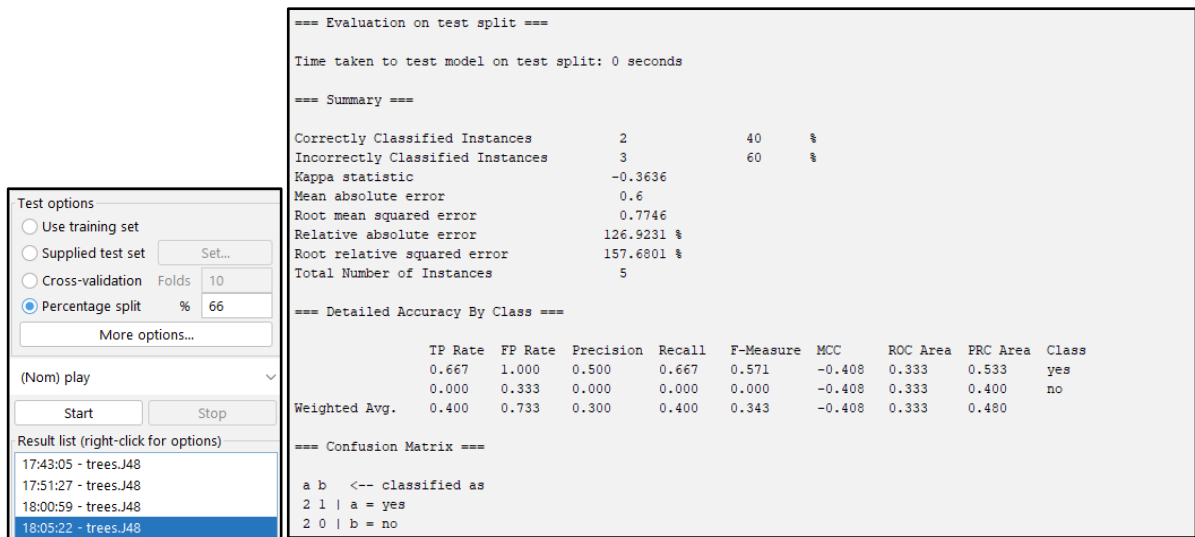 Test options
Use training set
Supplied test set Set...
Cross-validation Folds 10
Percentage split % 66
More options...
(Nom) play
Start Stop
Result list (right-click for options)
17:43:05 - trees.J48
17:51:27 - trees.J48
18:00:59 - trees.J48
18:05:22 - trees.J48
=== Evaluation on test split ===
Time taken to test model on test split: 0 seconds
=== Summary ===
Correctly Classified Instances 2 40 %
Incorrectly Classified Instances 3 60 %
Kappa statistic -0.3636
Mean absolute error 0.6
Root mean squared error 0.7746
Relative absolute error 126.9231 %
Root relative squared error 157.6801 %
Total Number of Instances 5
=== Detailed Accuracy By Class ===
TP Rate FP Rate Precision Recall F-Measure MCC ROC Area PRC Area Class
0.667 1.000 0.500 0.667 0.571 -0.408 0.333 0.533 yes
0.000 0.333 0.000 0.000 0.000 -0.408 0.333 0.400 no
Weighted Avg. 0.400 0.733 0.300 0.400 0.343 -0.408 0.333 0.480
=== Confusion Matrix ===
a b <-- classified as
2 1 | a = yes
2 0 | b = no